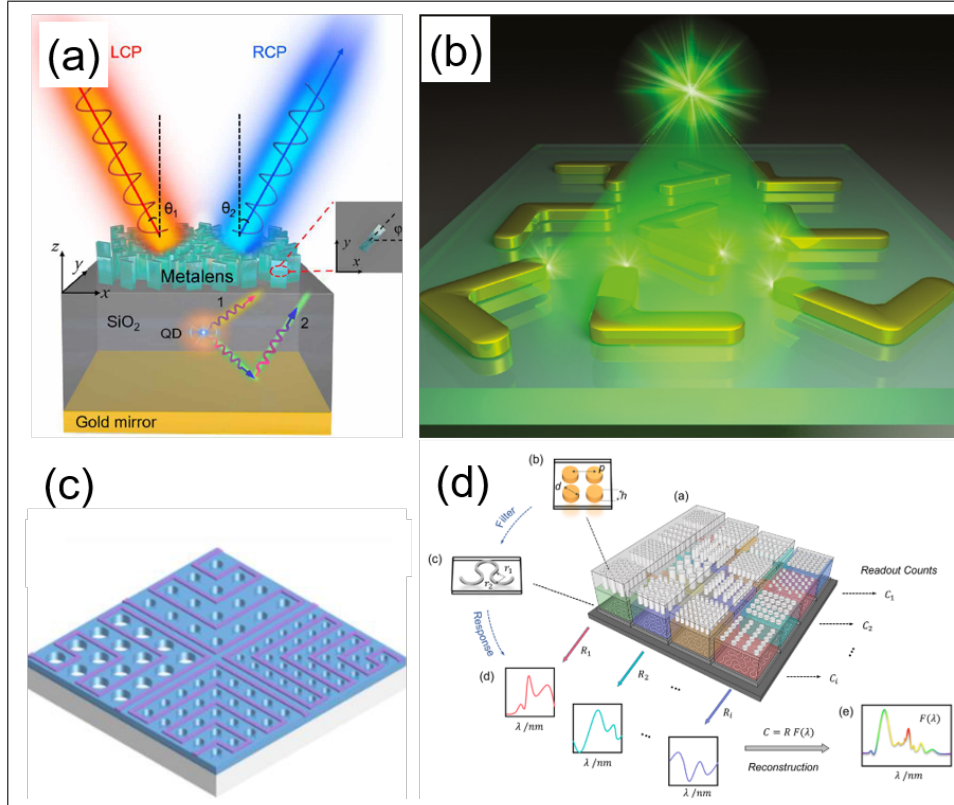 (a)
LCP
RCP
θ1
θ2
z
y
x
Metalens
y
x
φ
SiO2
1
QD
2
Gold mirror
(b)
(c)
(d)
(b)
p
d
h
(a)
Filter
(c)
r1
r2
Readout Counts
C1
Response
R1
C2
(d)
R2
...
⋮
Ci
Ri
(e)
F(λ)
λ /nm
...
C = R F(λ)
Reconstruction
λ /nm
λ /nm
λ /nm